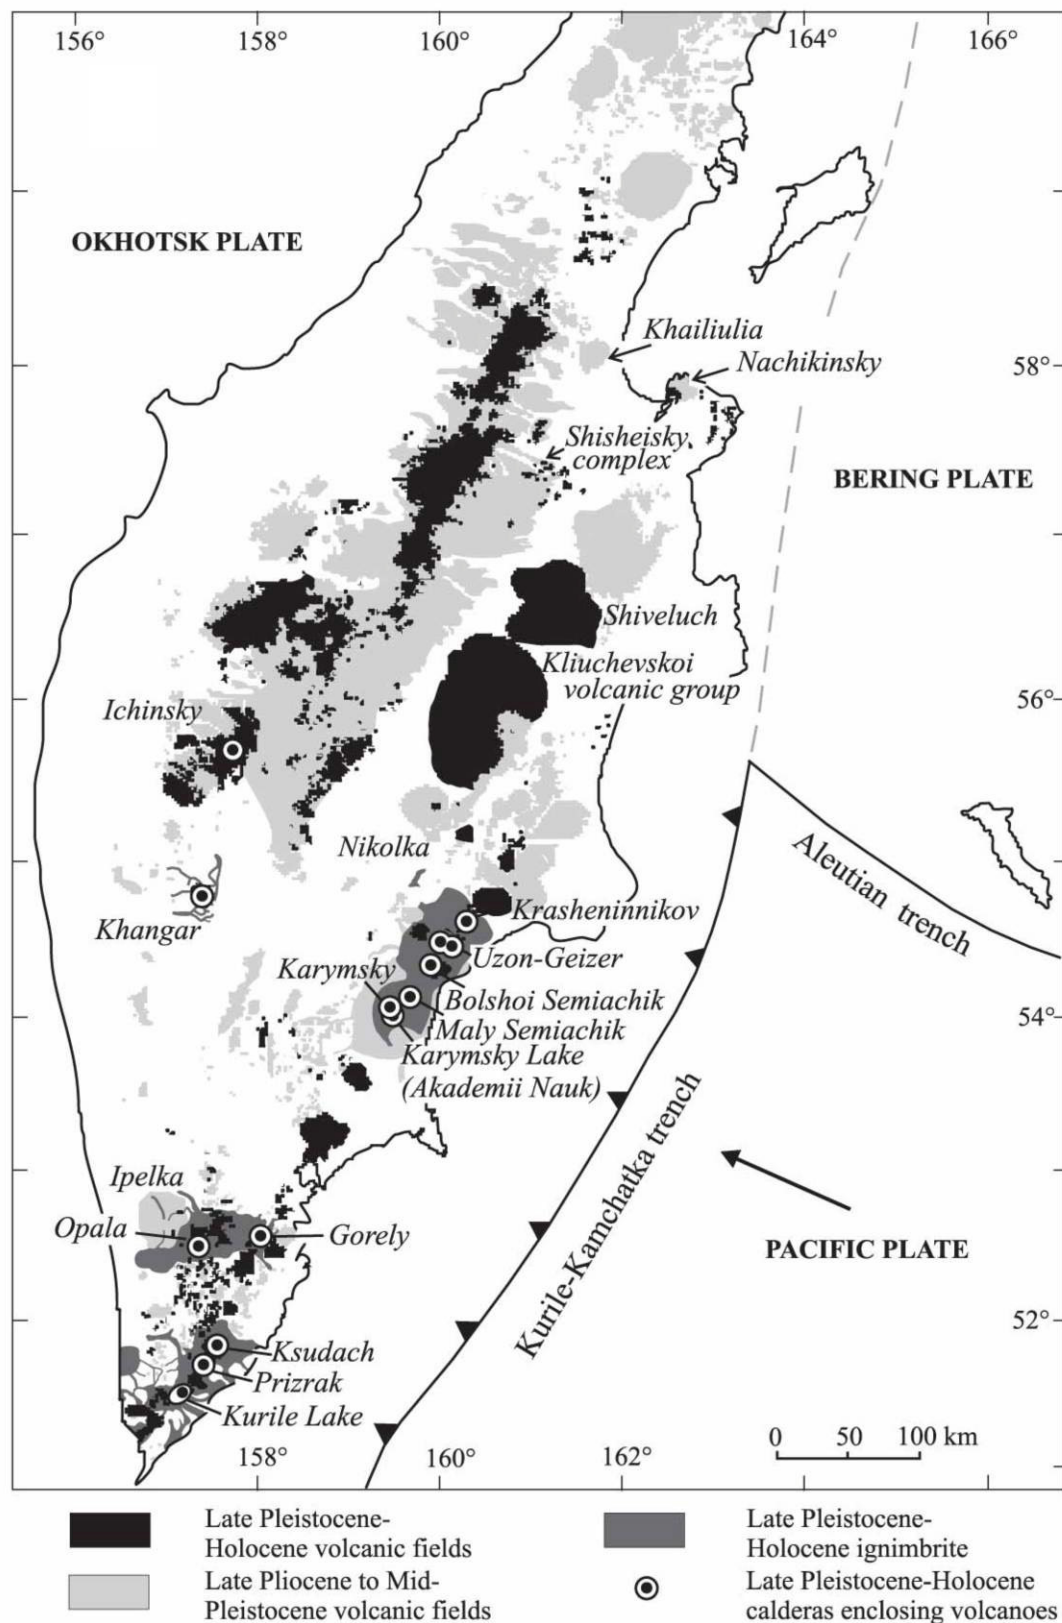 156°
158°
160°
164°
166°
OKHOTSK PLATE
Khailiulia
Nachikinsky
58°
Shisheisky
complex
BERING PLATE
Shiveluch
Kliuchevskoi
volcanic group
Ichinsky
56°
Nikolka
Aleutian trench
Khangar
Krasheninnikov
Uzon-Geizer
Karymsky
Bolshoi Semiachik
Maly Semiachik
54°
Karymsky Lake
(Akademii Nauk)
Kurile-Kamchatka trench
Ipelka
Opala
Gorely
PACIFIC PLATE
52°
Ksudach
Prizrak
Kurile Lake
0 50 100 km
158°
160°
162°
Late Pleistocene-
Holocene volcanic fields
Late Pliocene to Mid-
Pleistocene volcanic fields
Late Pleistocene-
Holocene ignimbrite
Late Pleistocene-Holocene
calderas enclosing volcanoes